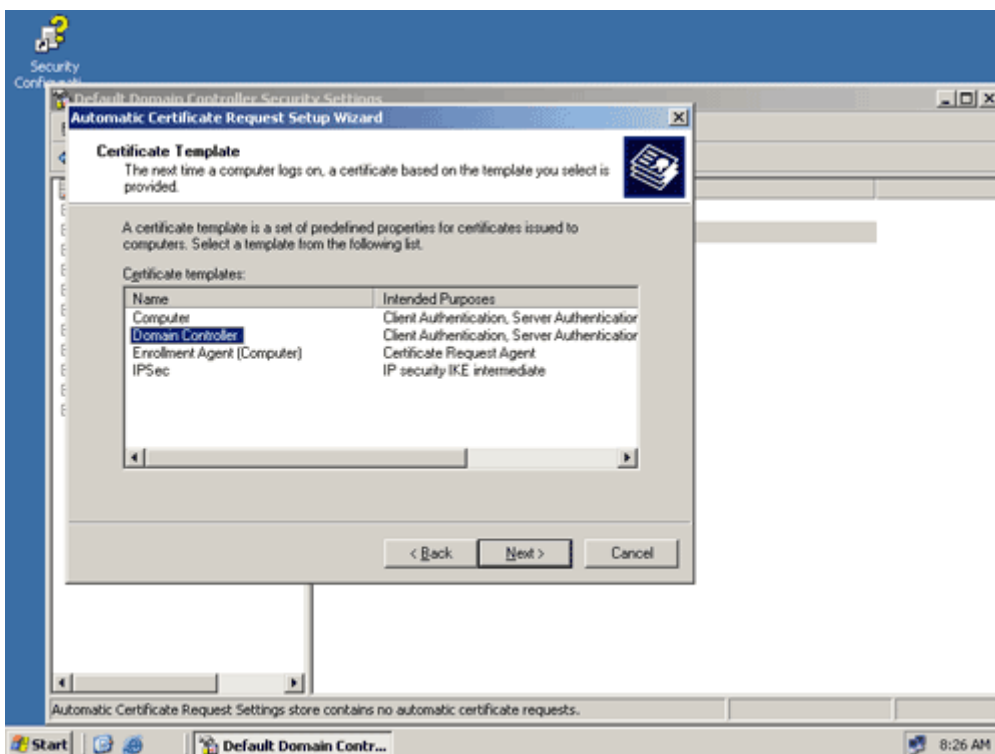 Security
Default Domain Controller Security Settings
Automatic Certificate Request Setup Wizard
Certificate Template
The next time a computer logs on, a certificate based on the template you select is
provided.
A certificate template is a set of predefined properties for certificates issued to
computers. Select a template from the following list.
Certificate templates:
Name Intended Purposes
Computer Client Authentication, Server Authentication
Domain Controller Client Authentication, Server Authentication
Enrollment Agent (Computer) Certificate Request Agent
IPSec IP security IKE intermediate
< Back Next > Cancel
Automatic Certificate Request Settings store contains no automatic certificate requests.
Start Default Domain Contr... 8:26 AM